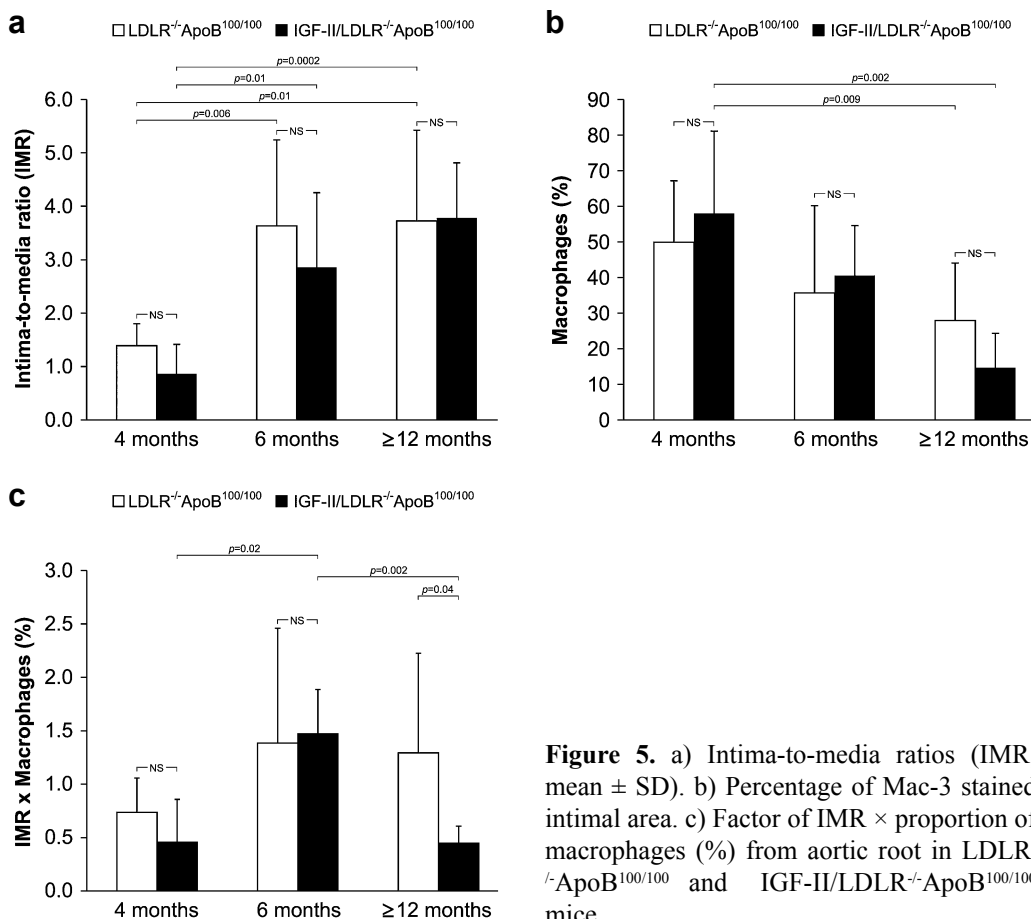 a
LDLR-/-ApoB100/100 IGF-II/LDLR-/-ApoB100/100
p=0.0002
p=0.01
p=0.01
p=0.006
NS
NS
NS
Intima-to-media ratio (IMR)
6.0
5.0
4.0
3.0
2.0
1.0
0.0
4 months 6 months ≥12 months
b
LDLR-/-ApoB100/100 IGF-II/LDLR-/-ApoB100/100
p=0.002
p=0.009
NS
NS
NS
Macrophages (%)
90
80
70
60
50
40
30
20
10
0
4 months 6 months ≥12 months
c
LDLR-/-ApoB100/100 IGF-II/LDLR-/-ApoB100/100
p=0.02
p=0.002
p=0.04
NS
NS
IMR x Macrophages (%)
3.0
2.5
2.0
1.5
1.0
0.5
0.0
4 months 6 months ≥12 months
Figure 5. a) Intima-to-media ratios (IMR
mean ± SD). b) Percentage of Mac-3 stained
intimal area. c) Factor of IMR × proportion of
macrophages (%) from aortic root in LDLR
/-ApoB100/100 and IGF-II/LDLR-/-ApoB100/100
mice